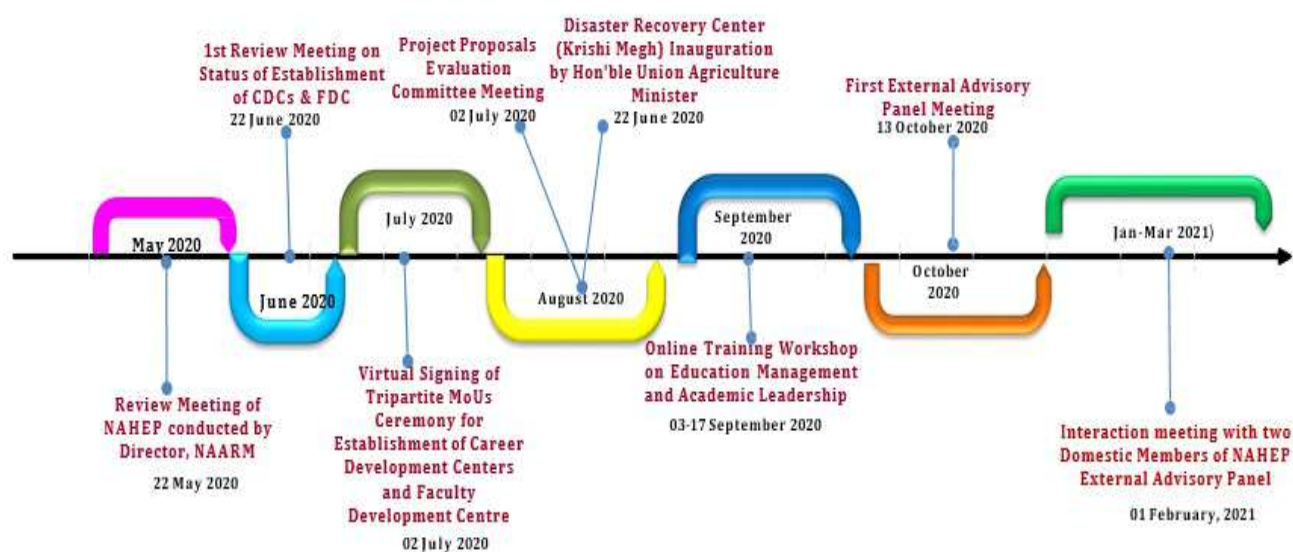 1st Review Meeting on
Status of Establishment
of CDCs & FDC
22 June 2020
Project Proposals
Evaluation
Committee Meeting
02 July 2020
Disaster Recovery Center
(Krishi Megh) Inauguration
by Hon'ble Union Agriculture
Minister
22 June 2020
First External Advisory
Panel Meeting
13 October 2020
May 2020
June 2020
July 2020
August 2020
September
2020
October
2020
Jan-Mar 2021)
Review Meeting of
NAHEP conducted by
Director, NAARM
22 May 2020
Virtual Signing of
Tripartite MoUs
Ceremony for
Establishment of Career
Development Centers
and Faculty
Development Centre
02 July 2020
Online Training Workshop
on Education Management
and Academic Leadership
03-17 September 2020
Interaction meeting with two
Domestic Members of NAHEP
External Advisory Panel
01 February, 2021